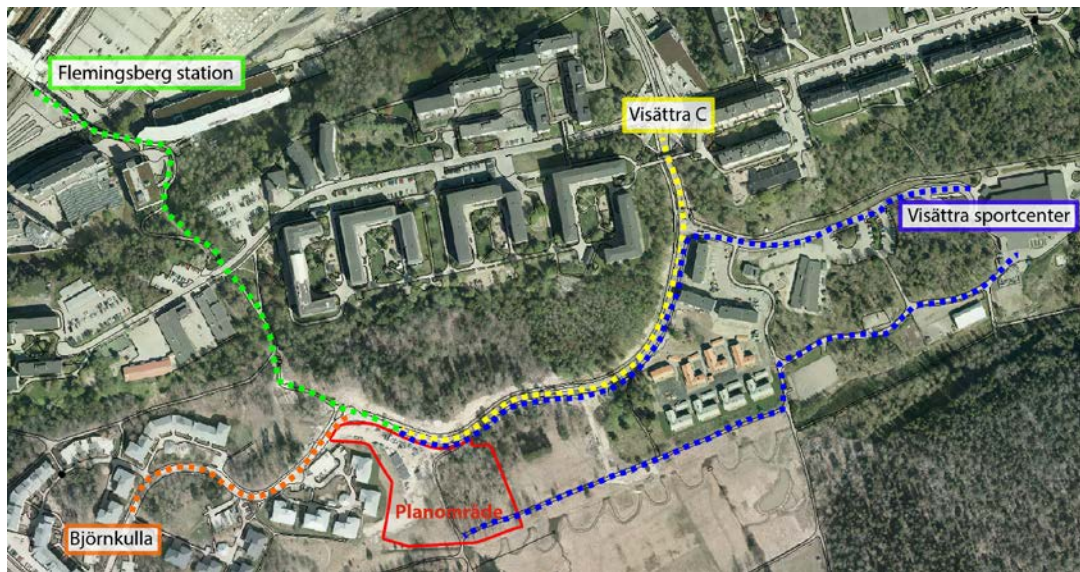 Flemingsberg station
Visättra C
Visättra sportcenter
Planområde
Björnkulla